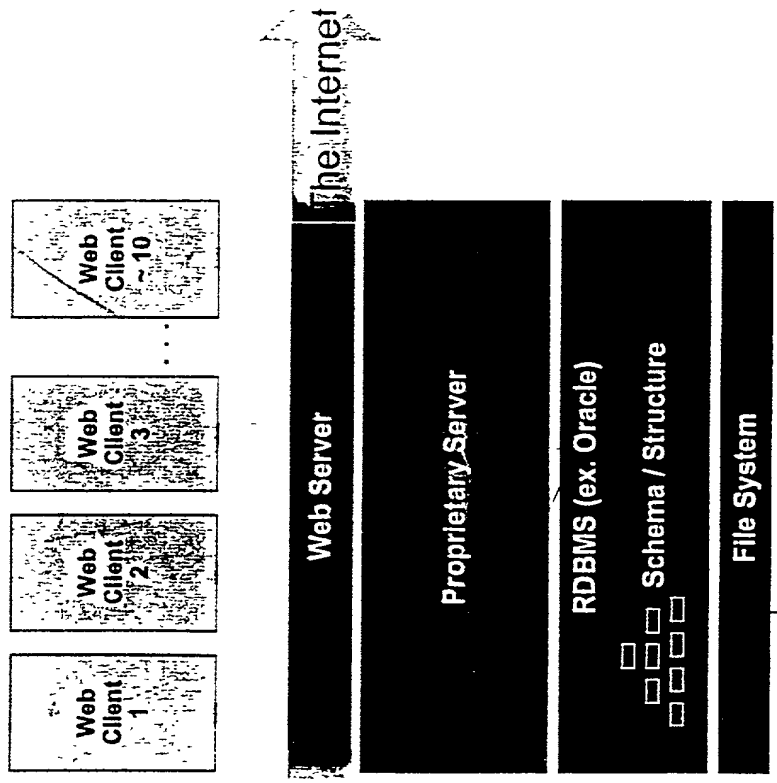 Web
Client
1
Web
Client
2
Web
Client
3
. . .
Web
Client
~ 10
The Internet
Web Server
Proprietary Server
RDBMS (ex. Oracle)
Schema / Structure
File System